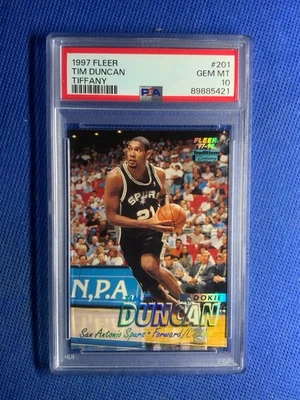 1997 FLEER #201
TIM DUNCAN GEM MT
TIFFANY 10
PSA 89885421
FLEER
'97-98
Tiffany
SPURS
21
N.P.A.
ROOKIE
DUNCAN
San Antonio Spurs • Forward/